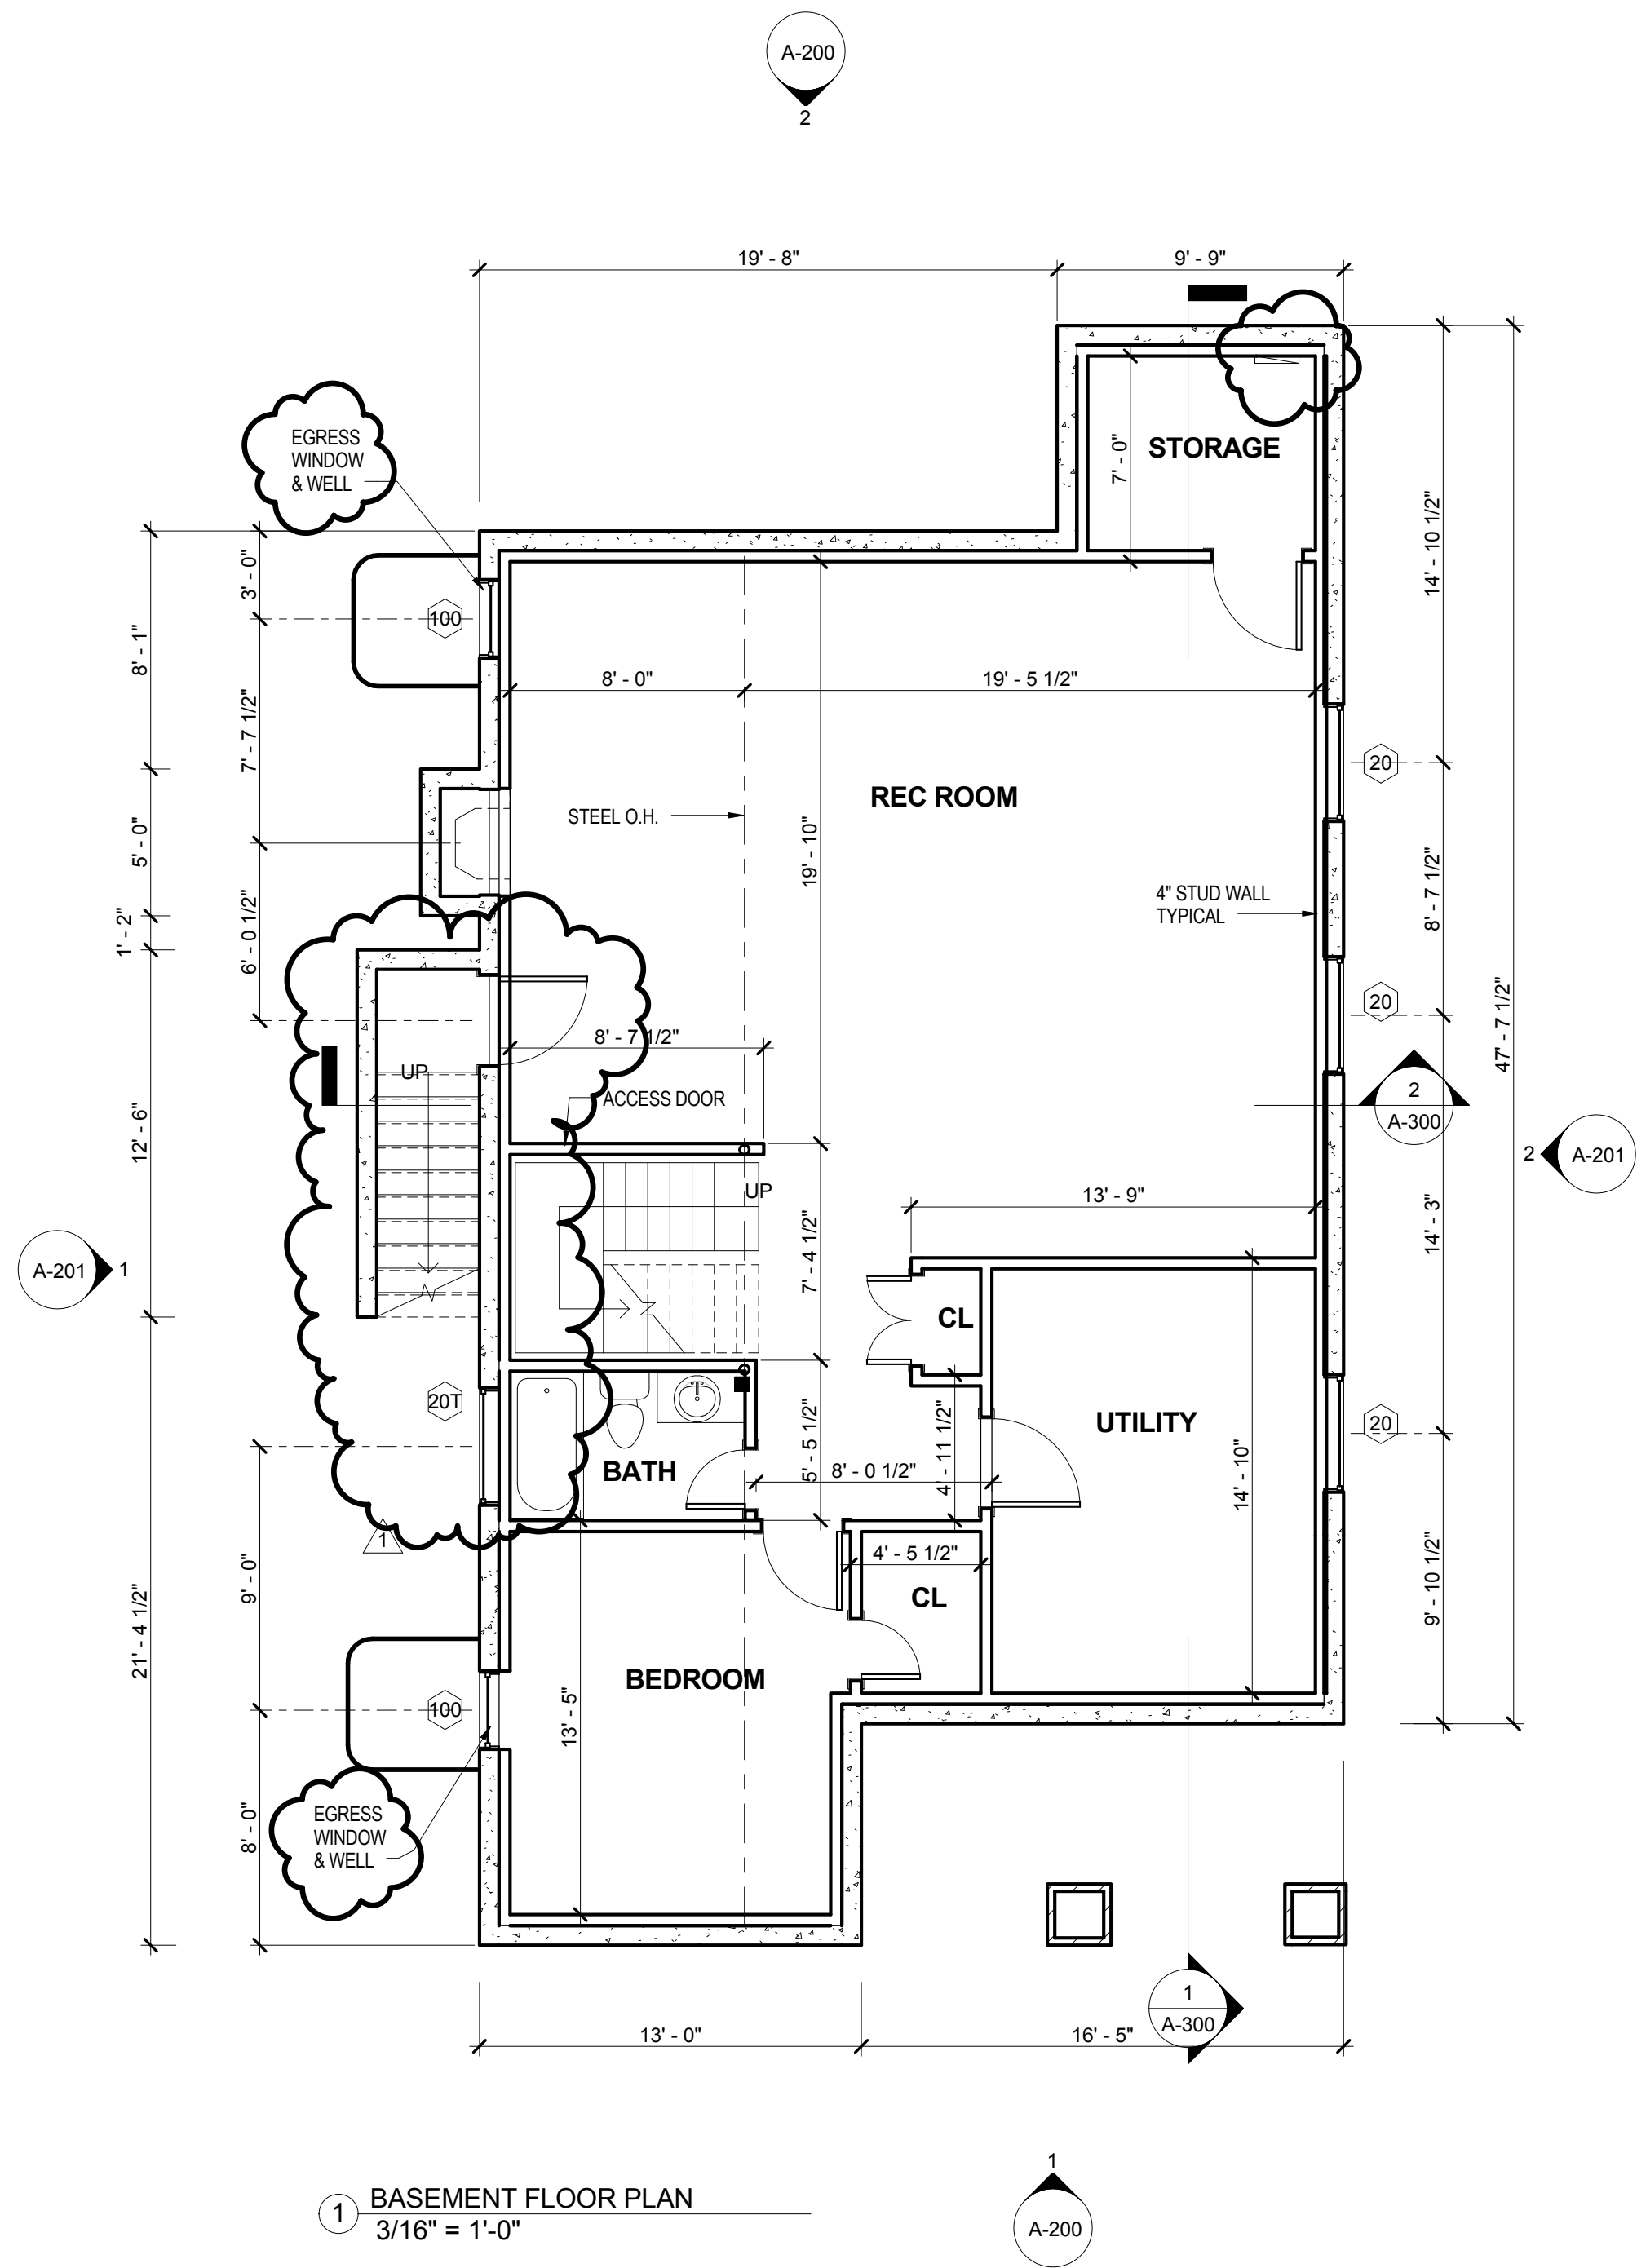 A-200
2
19' - 8"
9' - 9"
EGRESS
WINDOW
& WELL
STORAGE
7' - 0"
14' - 10 1/2"
3' - 0"
100
8' - 1"
8' - 0"
19' - 5 1/2"
7' - 7 1/2"
20
REC ROOM
STEEL O.H.
5' - 0"
19' - 10"
4" STUD WALL
TYPICAL
8' - 7 1/2"
1' - 2"
6' - 0 1/2"
20
47' - 7 1/2"
8' - 7 1/2"
UP
ACCESS DOOR
2
A-300
12' - 6"
2
A-201
UP
13' - 9"
14' - 3"
7' - 4 1/2"
A-201
1
CL
20T
UTILITY
20
5' - 5 1/2"
4' - 11 1/2"
BATH
8' - 0 1/2"
14' - 10"
1
4' - 5 1/2"
9' - 0"
CL
9' - 10 1/2"
21' - 4 1/2"
BEDROOM
100
13' - 5"
EGRESS
WINDOW
& WELL
8' - 0"
1
A-300
13' - 0"
16' - 5"
1
A-200
1
BASEMENT FLOOR PLAN
3/16" = 1'-0"